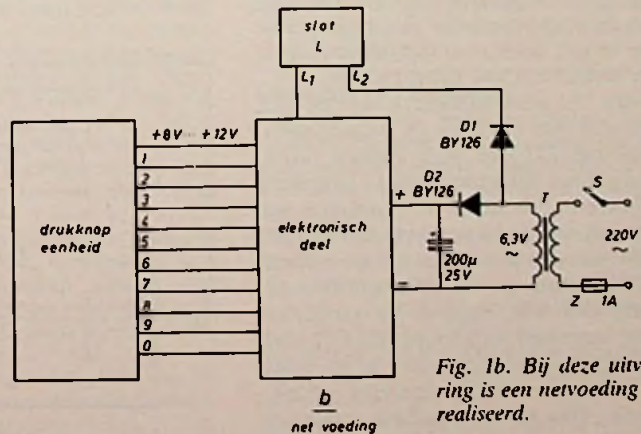 slot
L
L1 L2
+8V +12V
1
2
3
4
5
6
7
8
9
0
drukknop
eenheid
elektronisch
deel
D1
BY126
D2
BY126
+
+
200µ
25V
−
T
6,3V
~
S
220V
~
Z 1A
b
net voeding
Fig. 1b. Bij deze uitv
ring is een netvoeding
realiseerd.